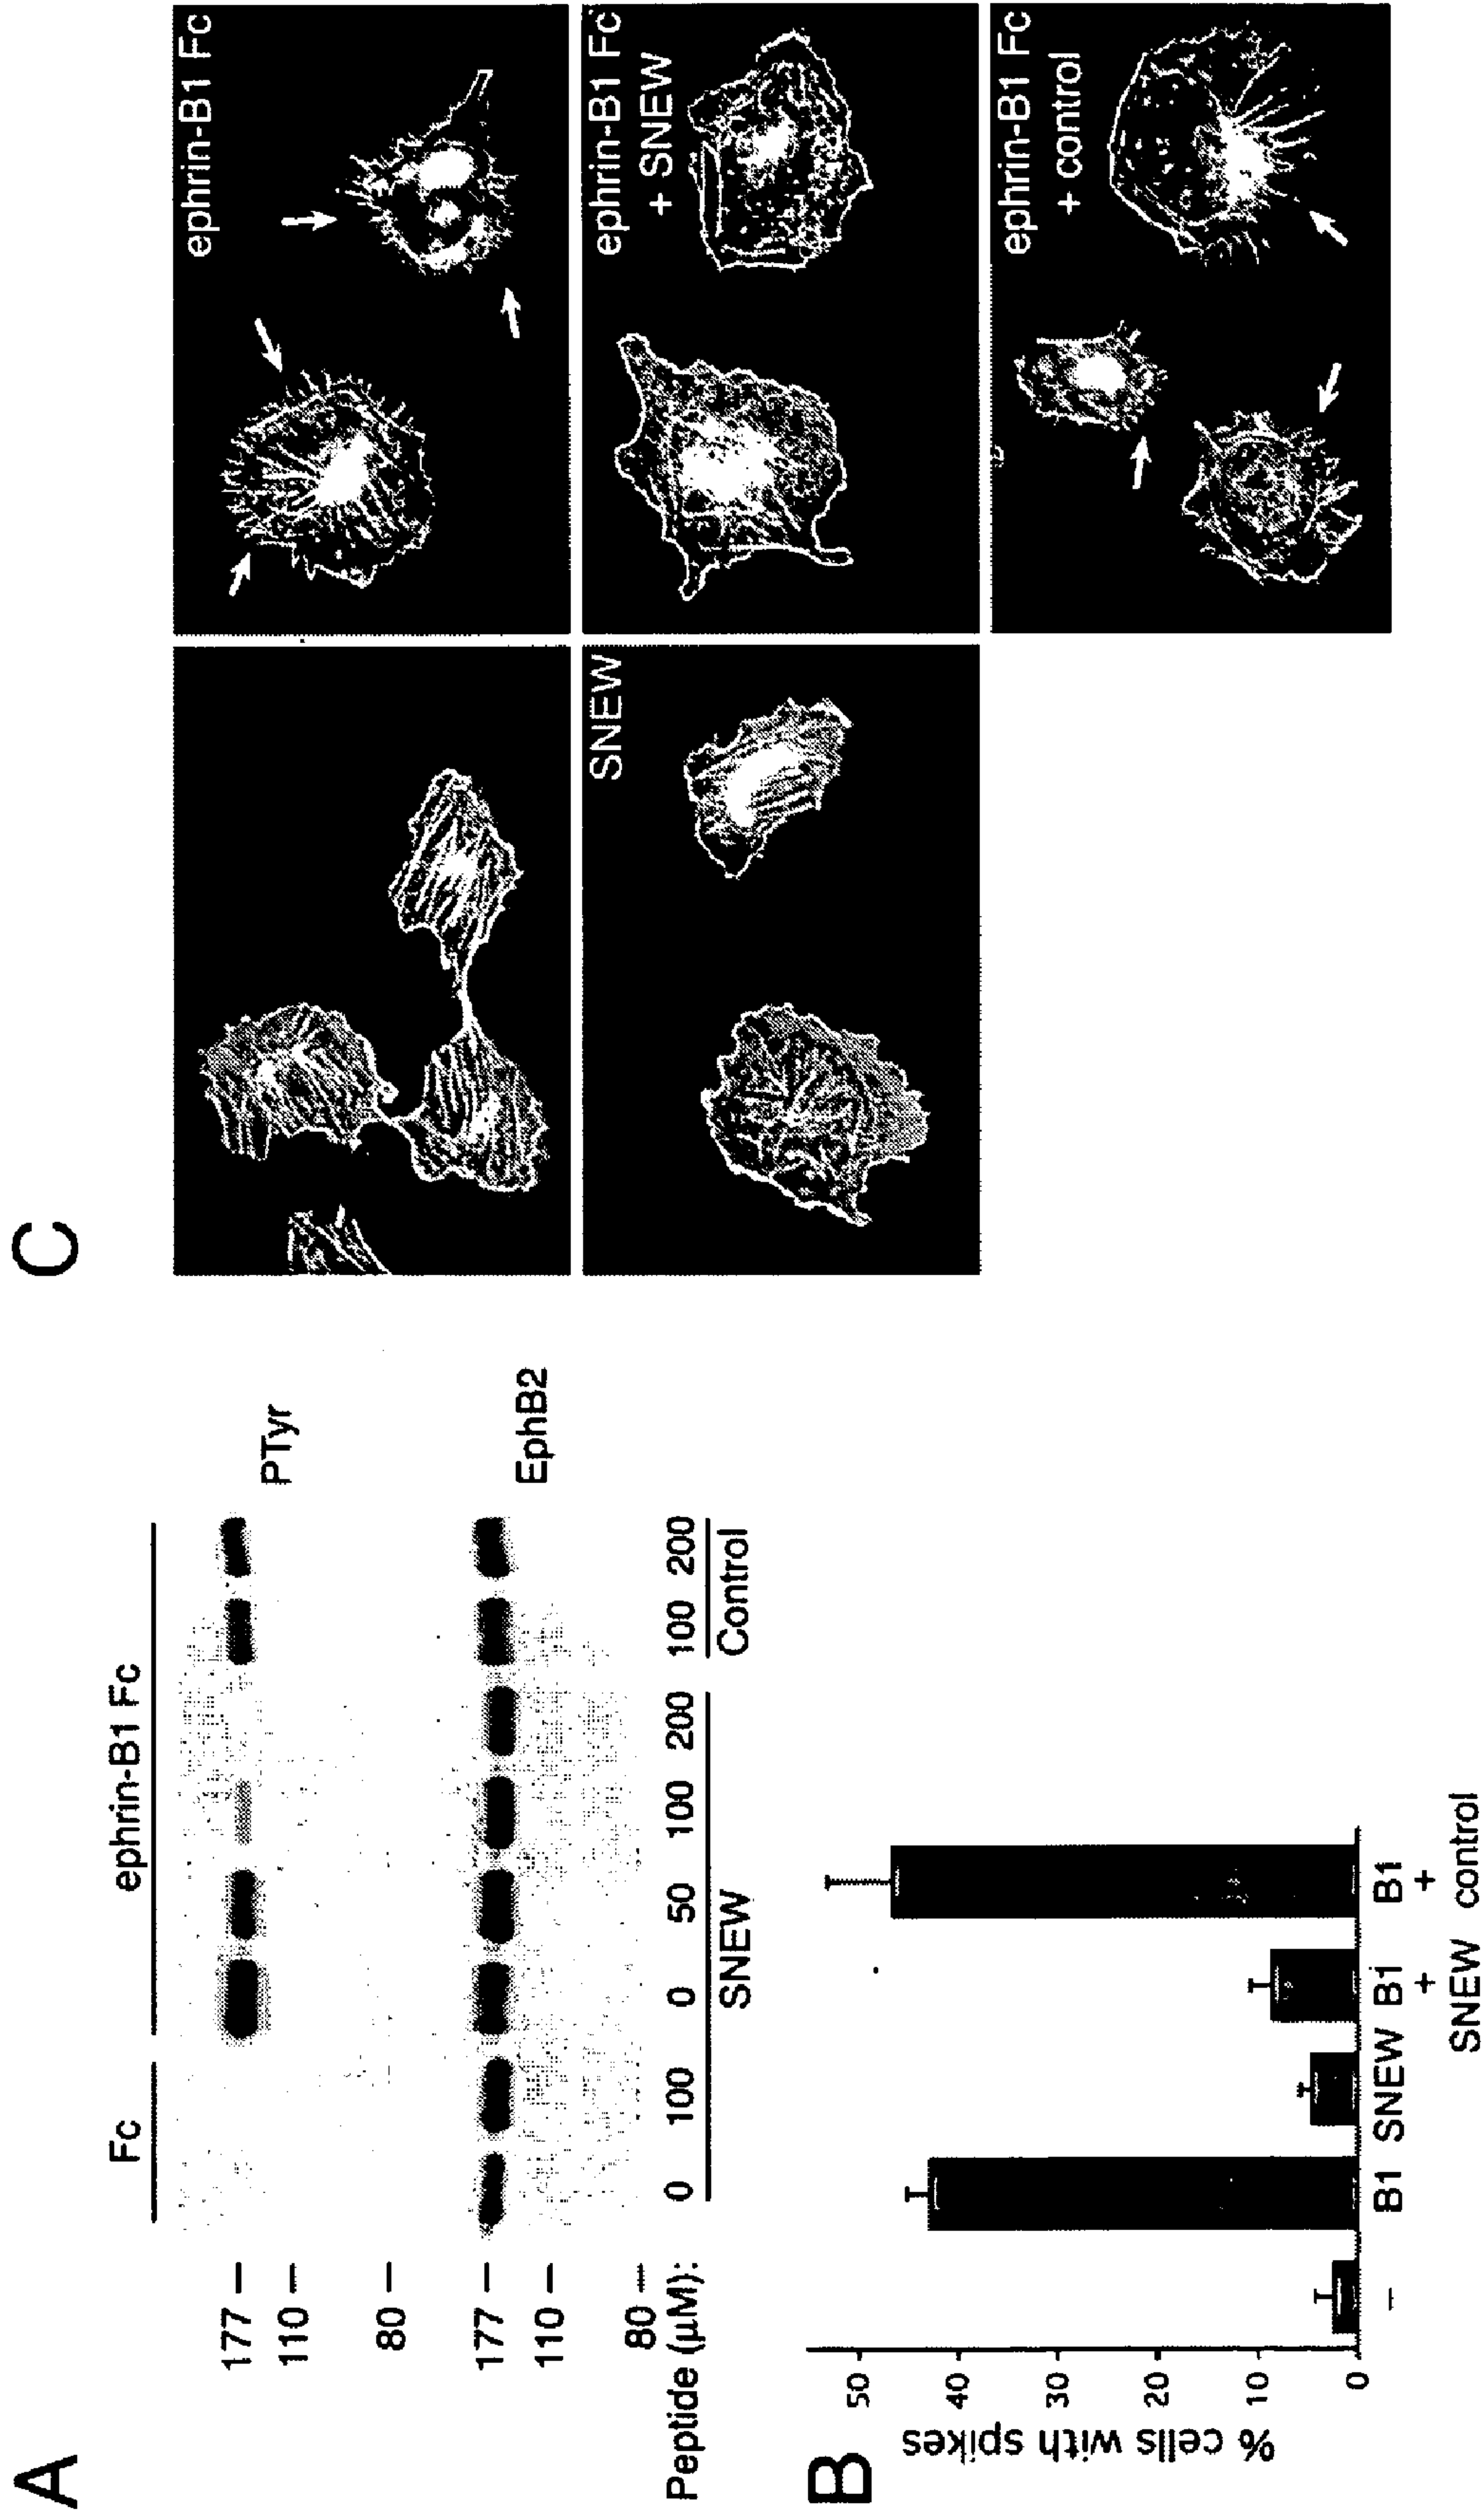 A
Fc ephrin-B1 Fc
177
110
80
PTyr
177
110
80
EphB2
Peptide (µM): 0 100 0 50 100 200 100 200
SNEW Control
B
% cells with spikes
50
40
30
20
10
0
– B1 SNEW B1 B1
+ +
SNEW control
C
ephrin-B1 Fc
SNEW
ephrin-B1 Fc
+ SNEW
ephrin-B1 Fc
+ control